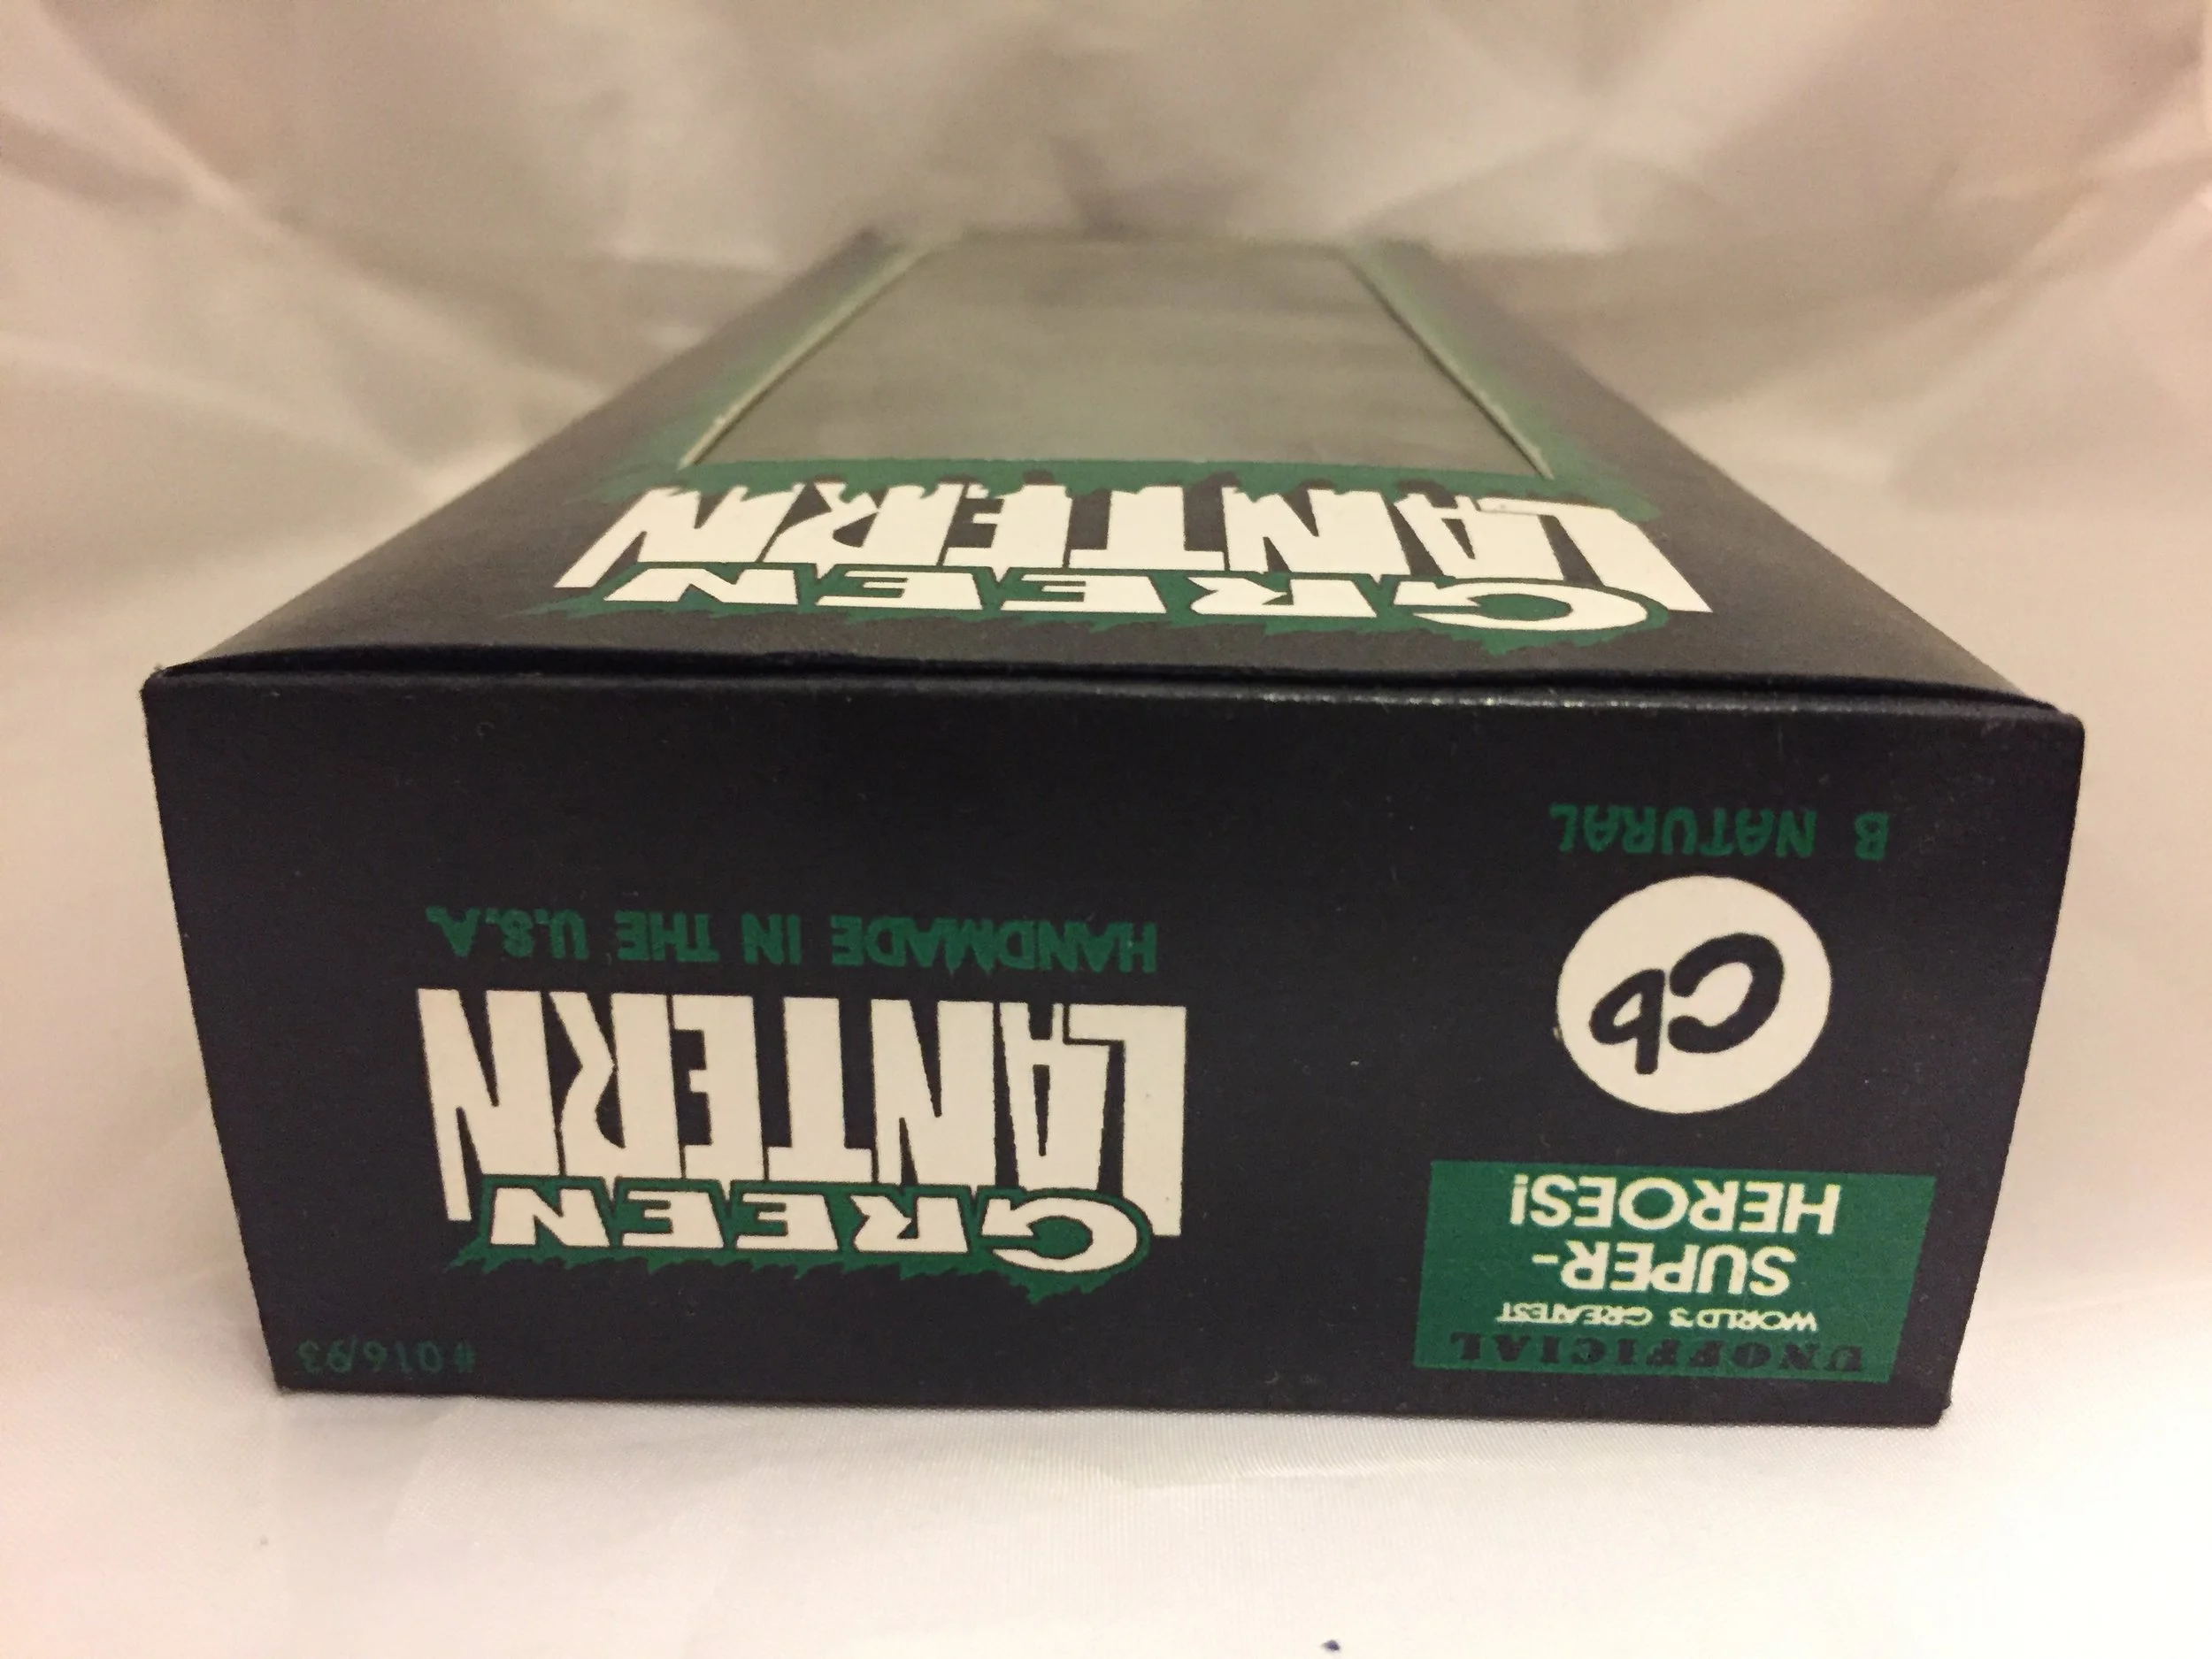 #016/93
UNOFFICIAL
WORLD'S GREATEST
SUPER-
HEROES!
Cb
B NATURAL
GREEN
LANTERN
HANDMADE IN THE U.S.A.
GREEN
LANTERN